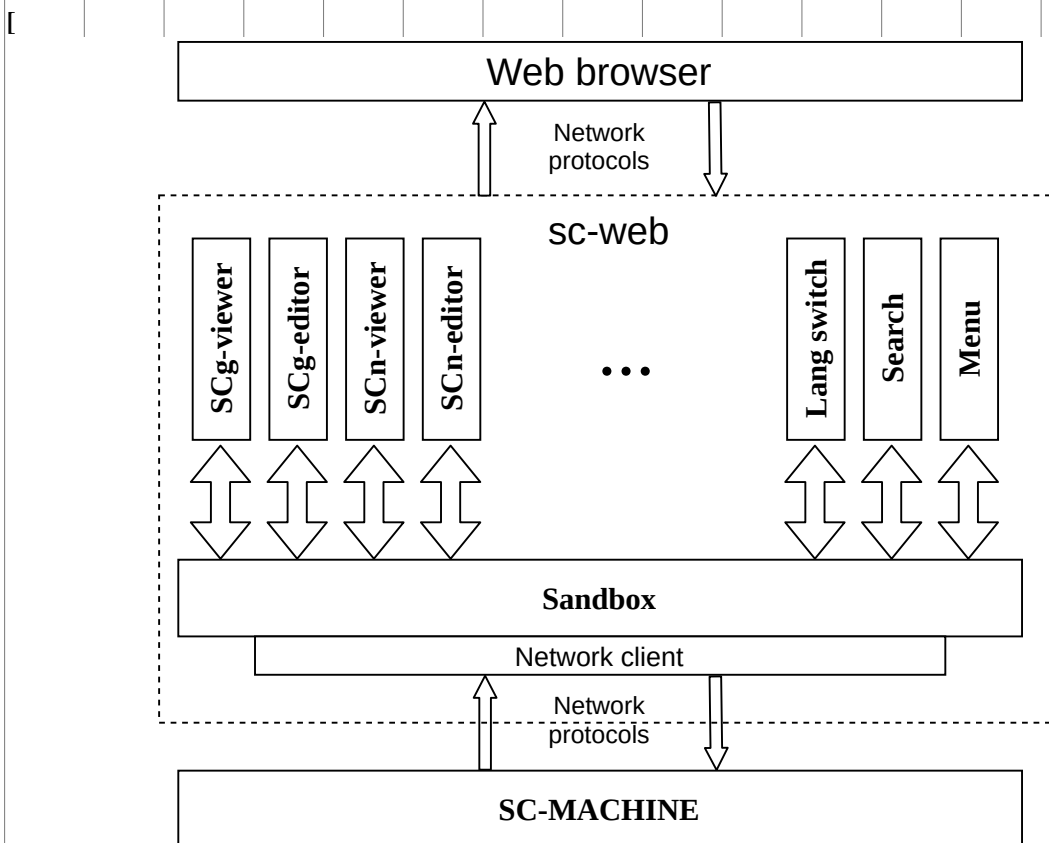 [
Web browser
Network
protocols
sc-web
SCg-viewer
SCg-editor
SCn-viewer
SCn-editor
...
Lang switch
Search
Menu
Sandbox
Network client
Network
protocols
SC-MACHINE